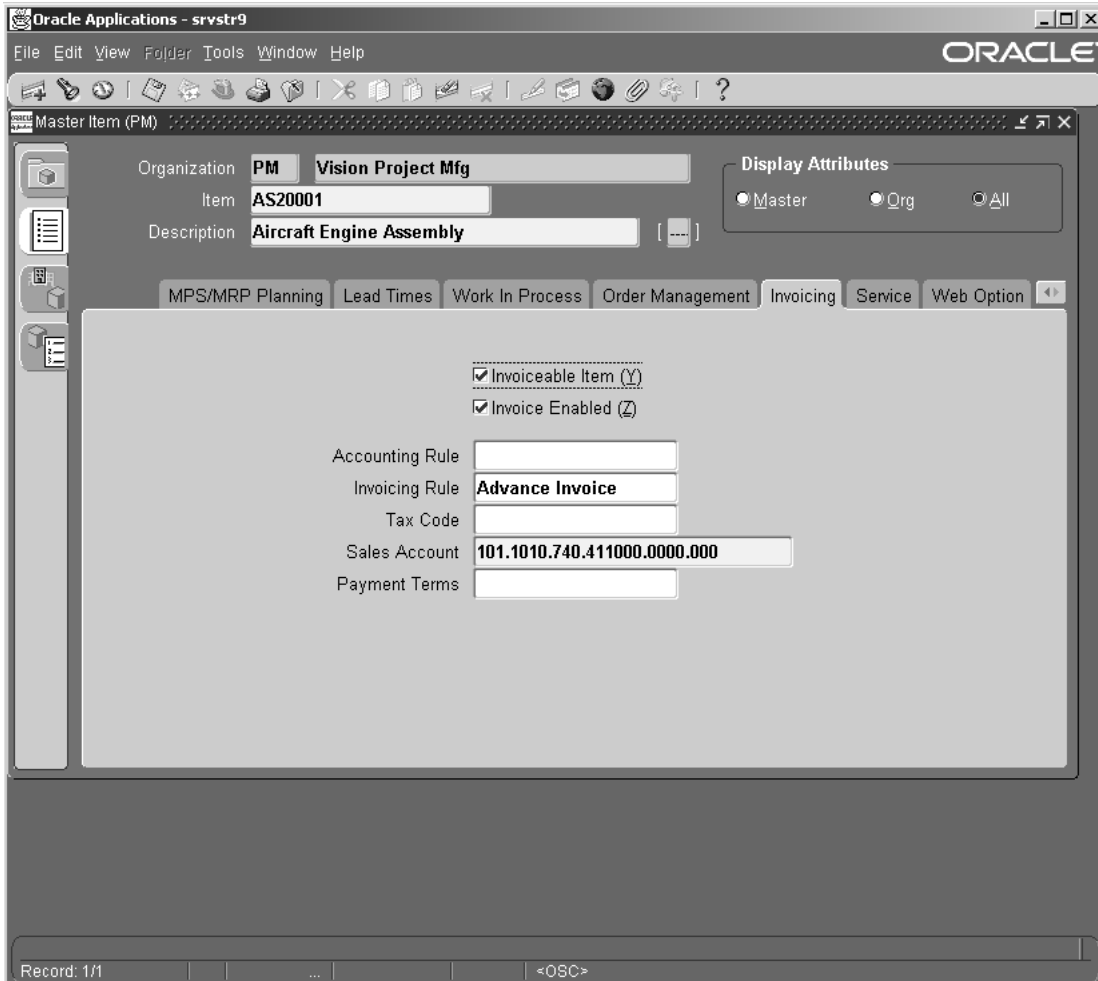 Oracle Applications - srvstr9
File Edit View Folder Tools Window Help
ORACLE
?
Master Item (PM)
Organization PM Vision Project Mfg
Display Attributes
Item AS20001
Master Org All
Description Aircraft Engine Assembly [ ---- ]
MPS/MRP Planning Lead Times Work In Process Order Management Invoicing Service Web Option
Invoiceable Item (Y)
Invoice Enabled (Z)
Accounting Rule
Invoicing Rule Advance Invoice
Tax Code
Sales Account 101.1010.740.411000.0000.000
Payment Terms
Record: 1/1 ... <OSC>